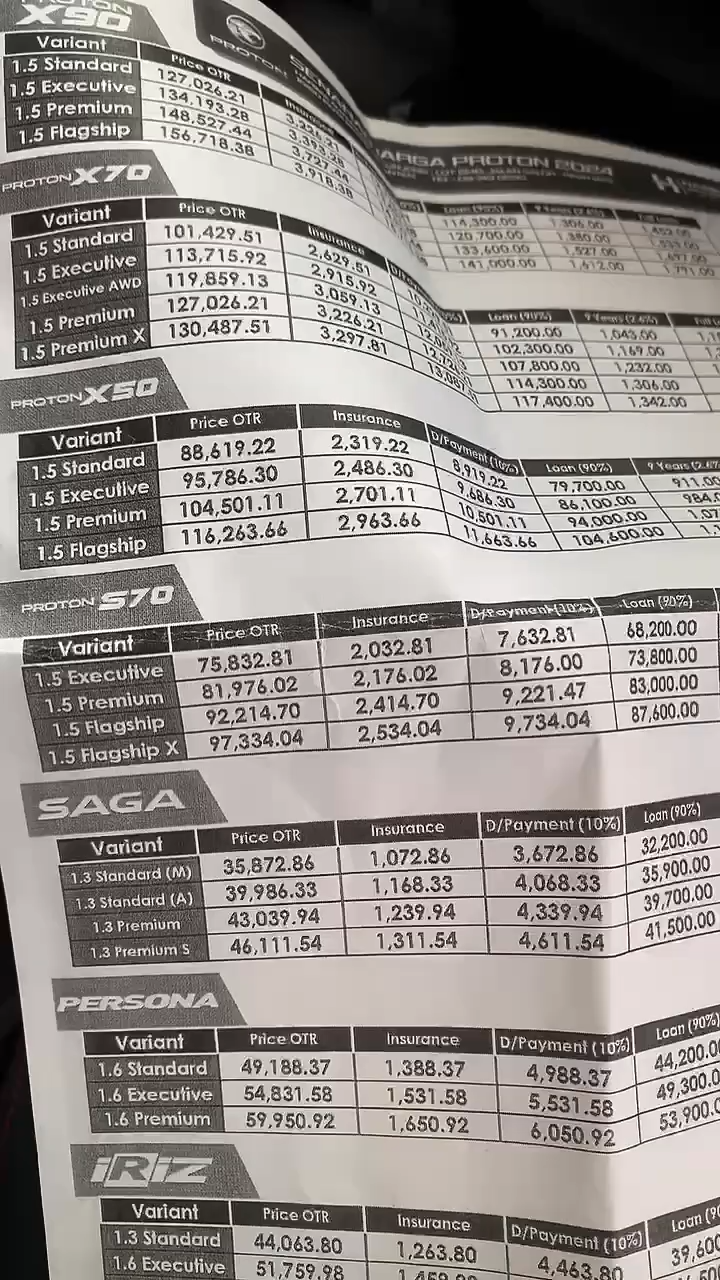 PROTON
X90
PROTON
Variant Price OTR Insurance
1.5 Standard 127,026.21 3,226.21
1.5 Executive 134,193.28 3,393.28
1.5 Premium 148,527.44 3,727.44
1.5 Flagship 156,718.38 3,918.38
PROTON 2024
Loan (90%)
114,300.00 1,306.00
120,700.00 1,380.00
133,600.00 1,527.00
141,000.00 1,612.00 1,791.00
PROTON X70
Variant Price OTR Insurance Loan (90%) 9 Years (2.6%)
1.5 Standard 101,429.51 2,629.51 91,200.00 1,043.00
1.5 Executive 113,715.92 2,915.92 102,300.00 1,169.00
1.5 Executive AWD 119,859.13 3,059.13 107,800.00 1,232.00
1.5 Premium 127,026.21 3,226.21 114,300.00 1,306.00
1.5 Premium X 130,487.51 3,297.81 117,400.00 1,342.00
PROTON X50
Variant Price OTR Insurance D/Payment (10%) Loan (90%) 9 Years (2.6%
1.5 Standard 88,619.22 2,319.22 8,919.22 79,700.00 911.00
1.5 Executive 95,786.30 2,486.30 9,686.30 86,100.00 984.
1.5 Premium 104,501.11 2,701.11 10,501.11 94,000.00 1,07
1.5 Flagship 116,263.66 2,963.66 11,663.66 104,600.00
PROTON S70
Variant Price OTR Insurance D/Payment (10%) Loan (90%)
1.5 Executive 75,832.81 2,032.81 7,632.81 68,200.00
1.5 Premium 81,976.02 2,176.02 8,176.00 73,800.00
1.5 Flagship 92,214.70 2,414.70 9,221.47 83,000.00
1.5 Flagship X 97,334.04 2,534.04 9,734.04 87,600.00
SAGA
Variant Price OTR Insurance D/Payment (10%) Loan (90%)
1.3 Standard (M) 35,872.86 1,072.86 3,672.86 32,200.00
1.3 Standard (A) 39,986.33 1,168.33 4,068.33 35,900.00
1.3 Premium 43,039.94 1,239.94 4,339.94 39,700.00
1.3 Premium S 46,111.54 1,311.54 4,611.54 41,500.00
PERSONA
Variant Price OTR Insurance D/Payment (10%) Loan (90%)
1.6 Standard 49,188.37 1,388.37 4,988.37 44,200.0
1.6 Executive 54,831.58 1,531.58 5,531.58 49,300.0
1.6 Premium 59,950.92 1,650.92 6,050.92 53,900.0
iRiZ
Variant Price OTR Insurance D/Payment (10%) Loan (90
1.3 Standard 44,063.80 1,263.80 4,463.80 39,600
1.6 Executive 51,759.98